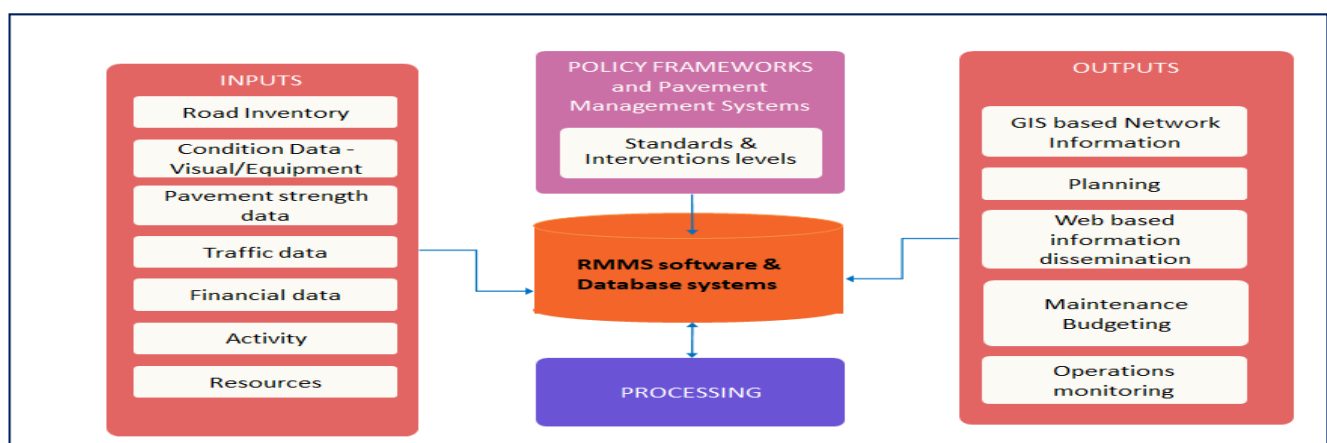 INPUTS
Road Inventory
Condition Data -
Visual/Equipment
Pavement strength
data
Traffic data
Financial data
Activity
Resources
POLICY FRAMEWORKS
and Pavement
Management Systems
Standards &
Interventions levels
RMMS software &
Database systems
PROCESSING
OUTPUTS
GIS based Network
Information
Planning
Web based
information
dissemination
Maintenance
Budgeting
Operations
monitoring